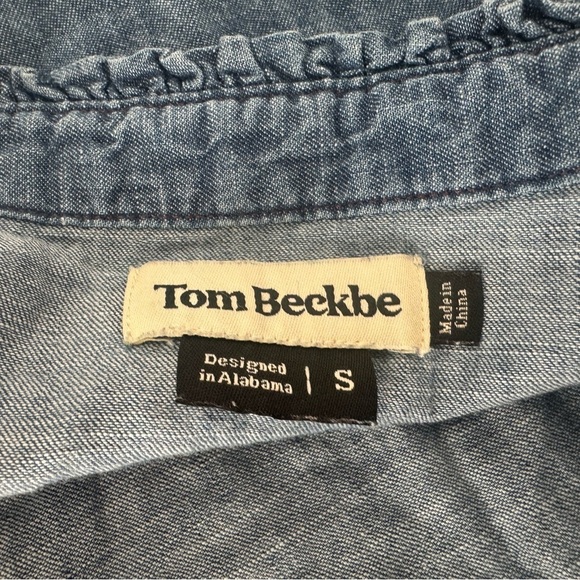 Tom Beckbe
Made in
China
Designed
in Alabama
S